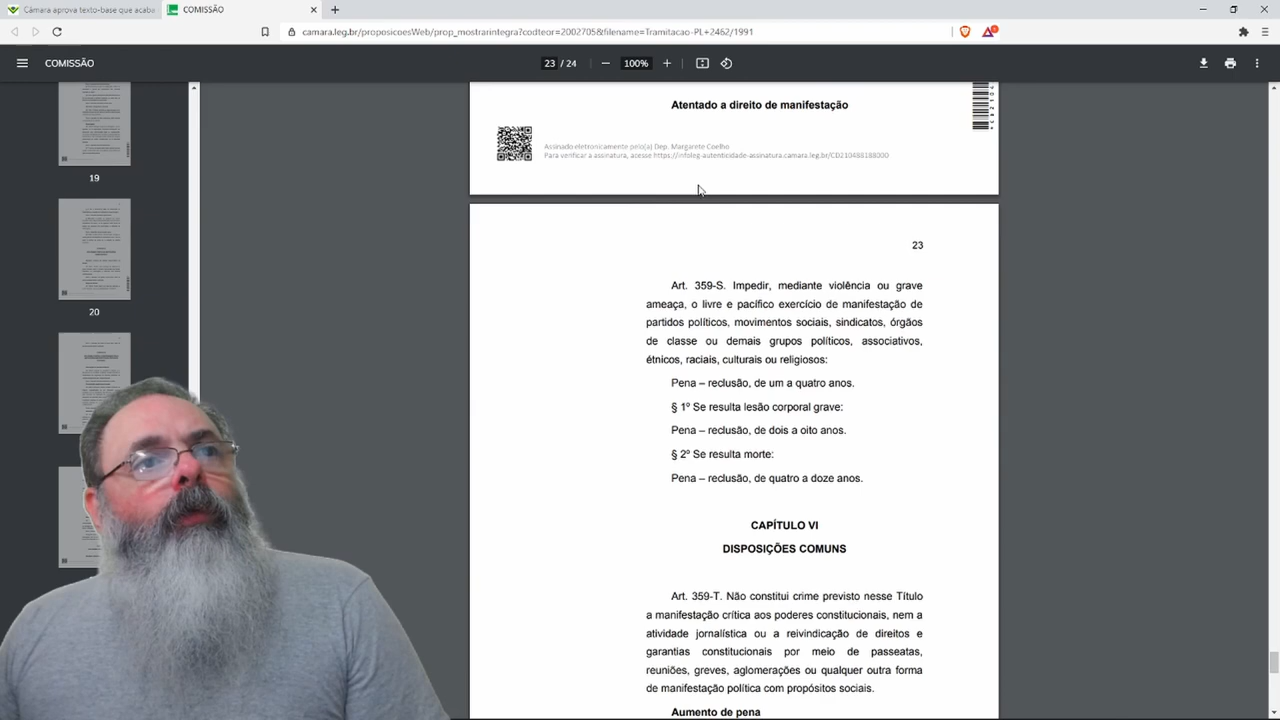 Câmara aprova texto-base que acaba
COMISSÃO
camara.leg.br/proposicoesWeb/prop_mostrarintegra?codteor=2002705&filename=Tramitacao-PL+2462/1991
COMISSÃO
23 / 24
100%
19
20
Atentado a direito de manifestação
Assinado eletronicamente pelo(a) Dep. Margarete Coelho
Para verificar a assinatura, acesse https://infoleg-autenticidade-assinatura.camara.leg.br/CD210488188000
23
Art. 359-S. Impedir, mediante violência ou grave
ameaça, o livre e pacífico exercício de manifestação de
partidos políticos, movimentos sociais, sindicatos, órgãos
de classe ou demais grupos políticos, associativos,
étnicos, raciais, culturais ou religiosos:
Pena – reclusão, de um a quatro anos.
§ 1º Se resulta lesão corporal grave:
Pena – reclusão, de dois a oito anos.
§ 2º Se resulta morte:
Pena – reclusão, de quatro a doze anos.
CAPÍTULO VI
DISPOSIÇÕES COMUNS
Art. 359-T. Não constitui crime previsto nesse Título
a manifestação crítica aos poderes constitucionais, nem a
atividade jornalística ou a reivindicação de direitos e
garantias constitucionais por meio de passeatas,
reuniões, greves, aglomerações ou qualquer outra forma
de manifestação política com propósitos sociais.
Aumento de pena